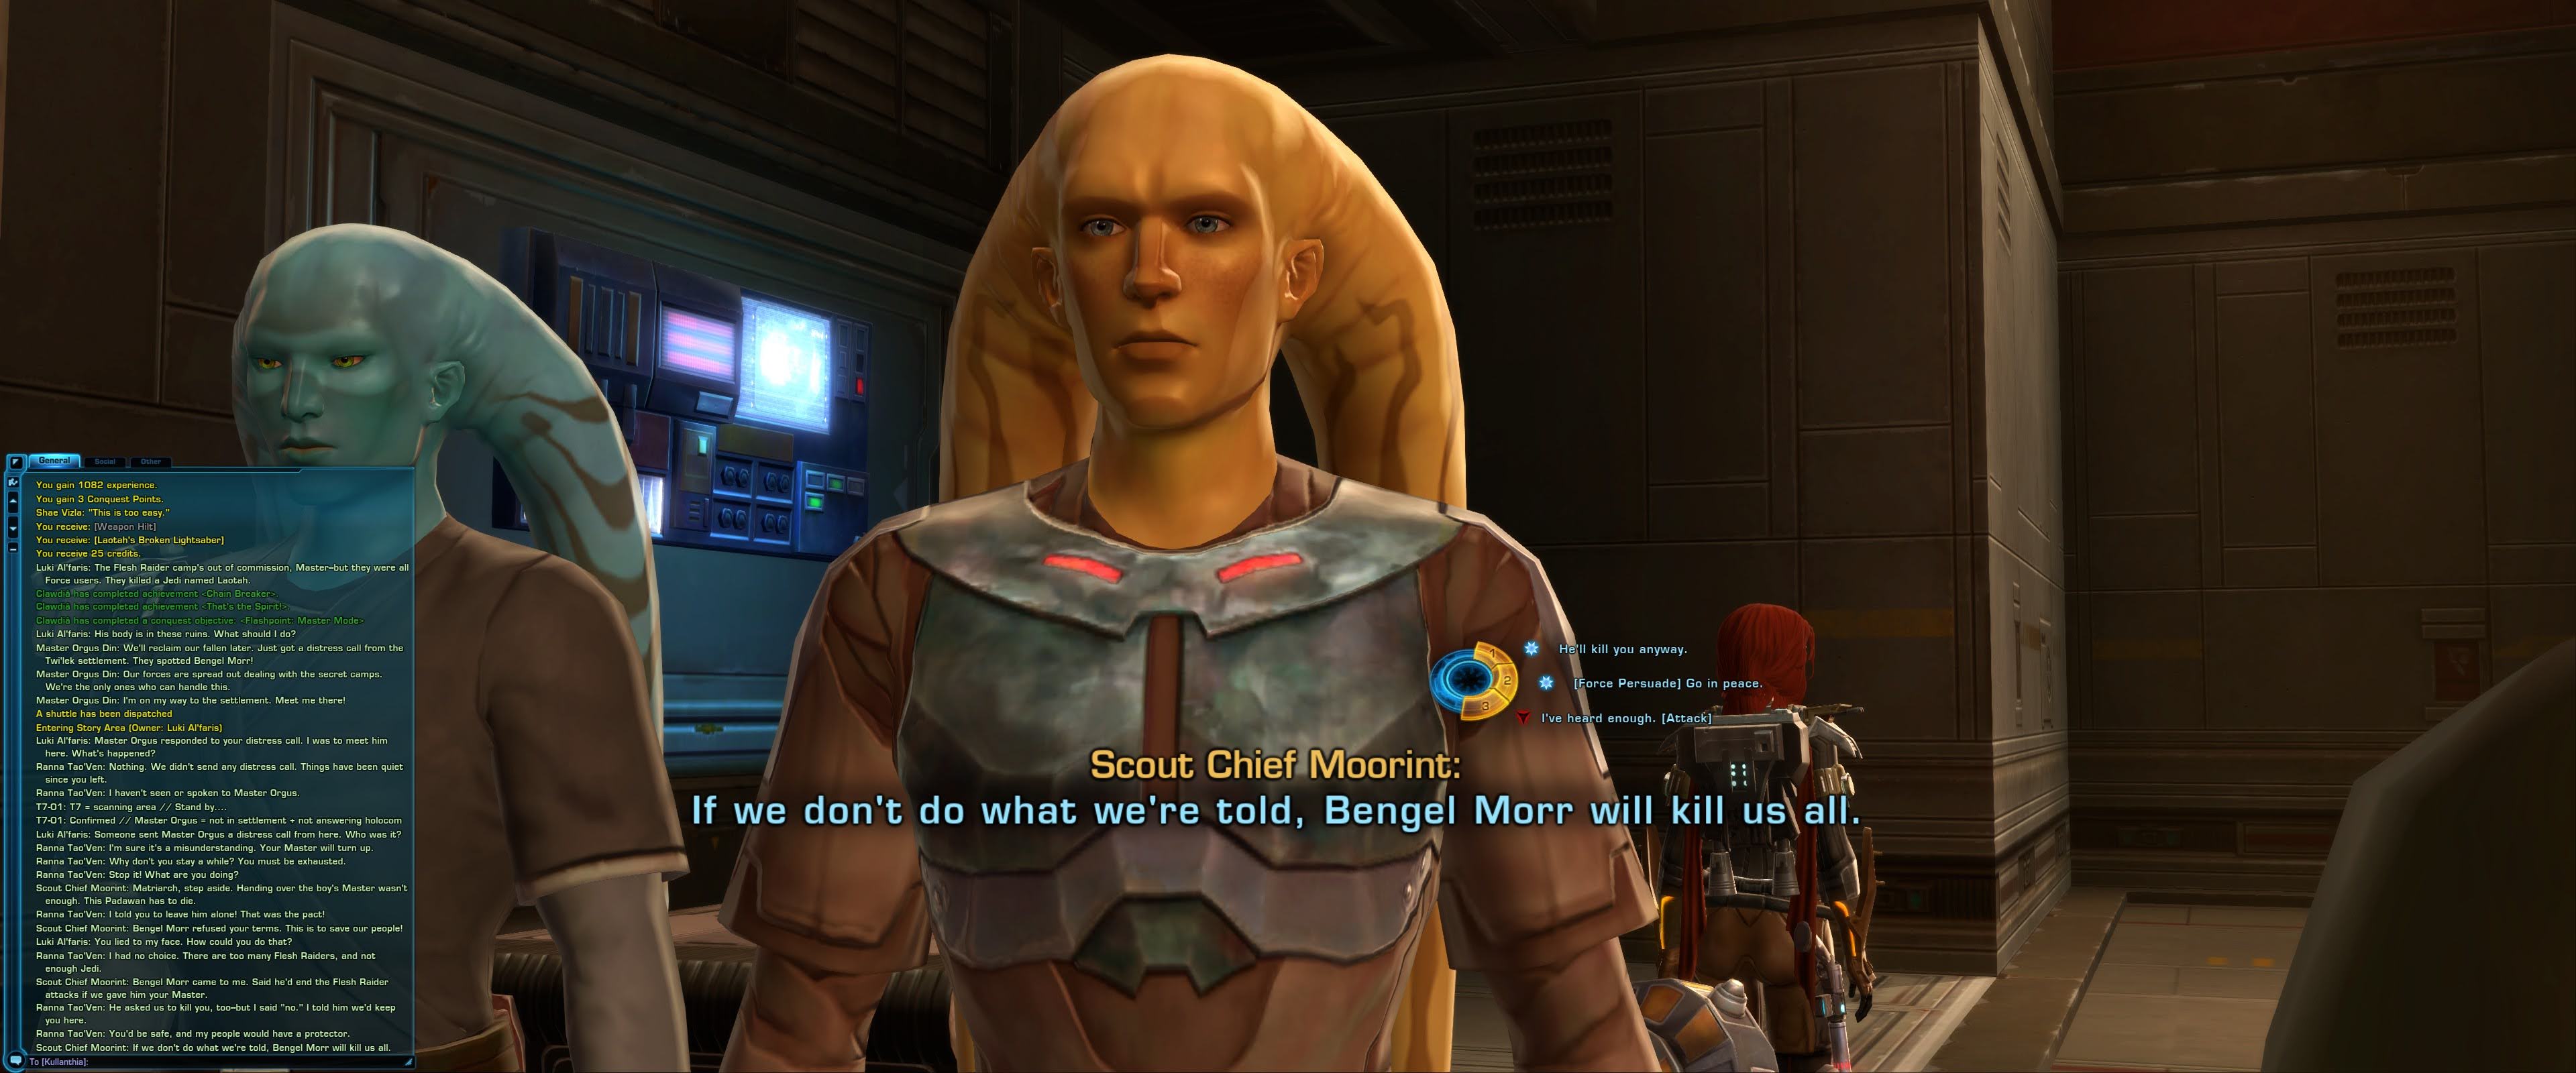 General Social Other
You gain 1082 experience.
You gain 3 Conquest Points.
Shae Vizla: "This is too easy."
You receive: [Weapon Hilt]
You receive: [Laotah's Broken Lightsaber]
You receive 25 credits.
Luki Al'faris: The Flesh Raider camp's out of commission, Master—but they were all
Force users. They killed a Jedi named Laotah.
Clawdiä has completed achievement <Chain Breaker>.
Clawdiä has completed achievement <That's the Spirit!>.
Clawdiä has completed a conquest objective: <Flashpoint: Master Mode>
Luki Al'faris: His body is in these ruins. What should I do?
Master Orgus Din: We'll reclaim our fallen later. Just got a distress call from the
Twi'lek settlement. They spotted Bengel Morr!
Master Orgus Din: Our forces are spread out dealing with the secret camps.
We're the only ones who can handle this.
Master Orgus Din: I'm on my way to the settlement. Meet me there!
A shuttle has been dispatched
Entering Story Area (Owner: Luki Al'faris)
Luki Al'faris: Master Orgus responded to your distress call. I was to meet him
here. What's happened?
Ranna Tao'Ven: Nothing. We didn't send any distress call. Things have been quiet
since you left.
Ranna Tao'Ven: I haven't seen or spoken to Master Orgus.
T7-O1: T7 = scanning area // Stand by....
T7-O1: Confirmed // Master Orgus = not in settlement + not answering holocom
Luki Al'faris: Someone sent Master Orgus a distress call from here. Who was it?
Ranna Tao'Ven: I'm sure it's a misunderstanding. Your Master will turn up.
Ranna Tao'Ven: Why don't you stay a while? You must be exhausted.
Ranna Tao'Ven: Stop it! What are you doing?
Scout Chief Moorint: Matriarch, step aside. Handing over the boy's Master wasn't
enough. This Padawan has to die.
Ranna Tao'Ven: I told you to leave him alone! That was the pact!
Scout Chief Moorint: Bengel Morr refused your terms. This is to save our people!
Luki Al'faris: You lied to my face. How could you do that?
Ranna Tao'Ven: I had no choice. There are too many Flesh Raiders, and not
enough Jedi.
Scout Chief Moorint: Bengel Morr came to me. Said he'd end the Flesh Raider
attacks if we gave him your Master.
Ranna Tao'Ven: He asked us to kill you, too—but I said "no." I told him we'd keep
you here.
Ranna Tao'Ven: You'd be safe, and my people would have a protector.
Scout Chief Moorint: If we don't do what we're told, Bengel Morr will kill us all.
To [Kullanthia]:
1 He'll kill you anyway.
2 [Force Persuade] Go in peace.
3 I've heard enough. [Attack]
Scout Chief Moorint:
If we don't do what we're told, Bengel Morr will kill us all.